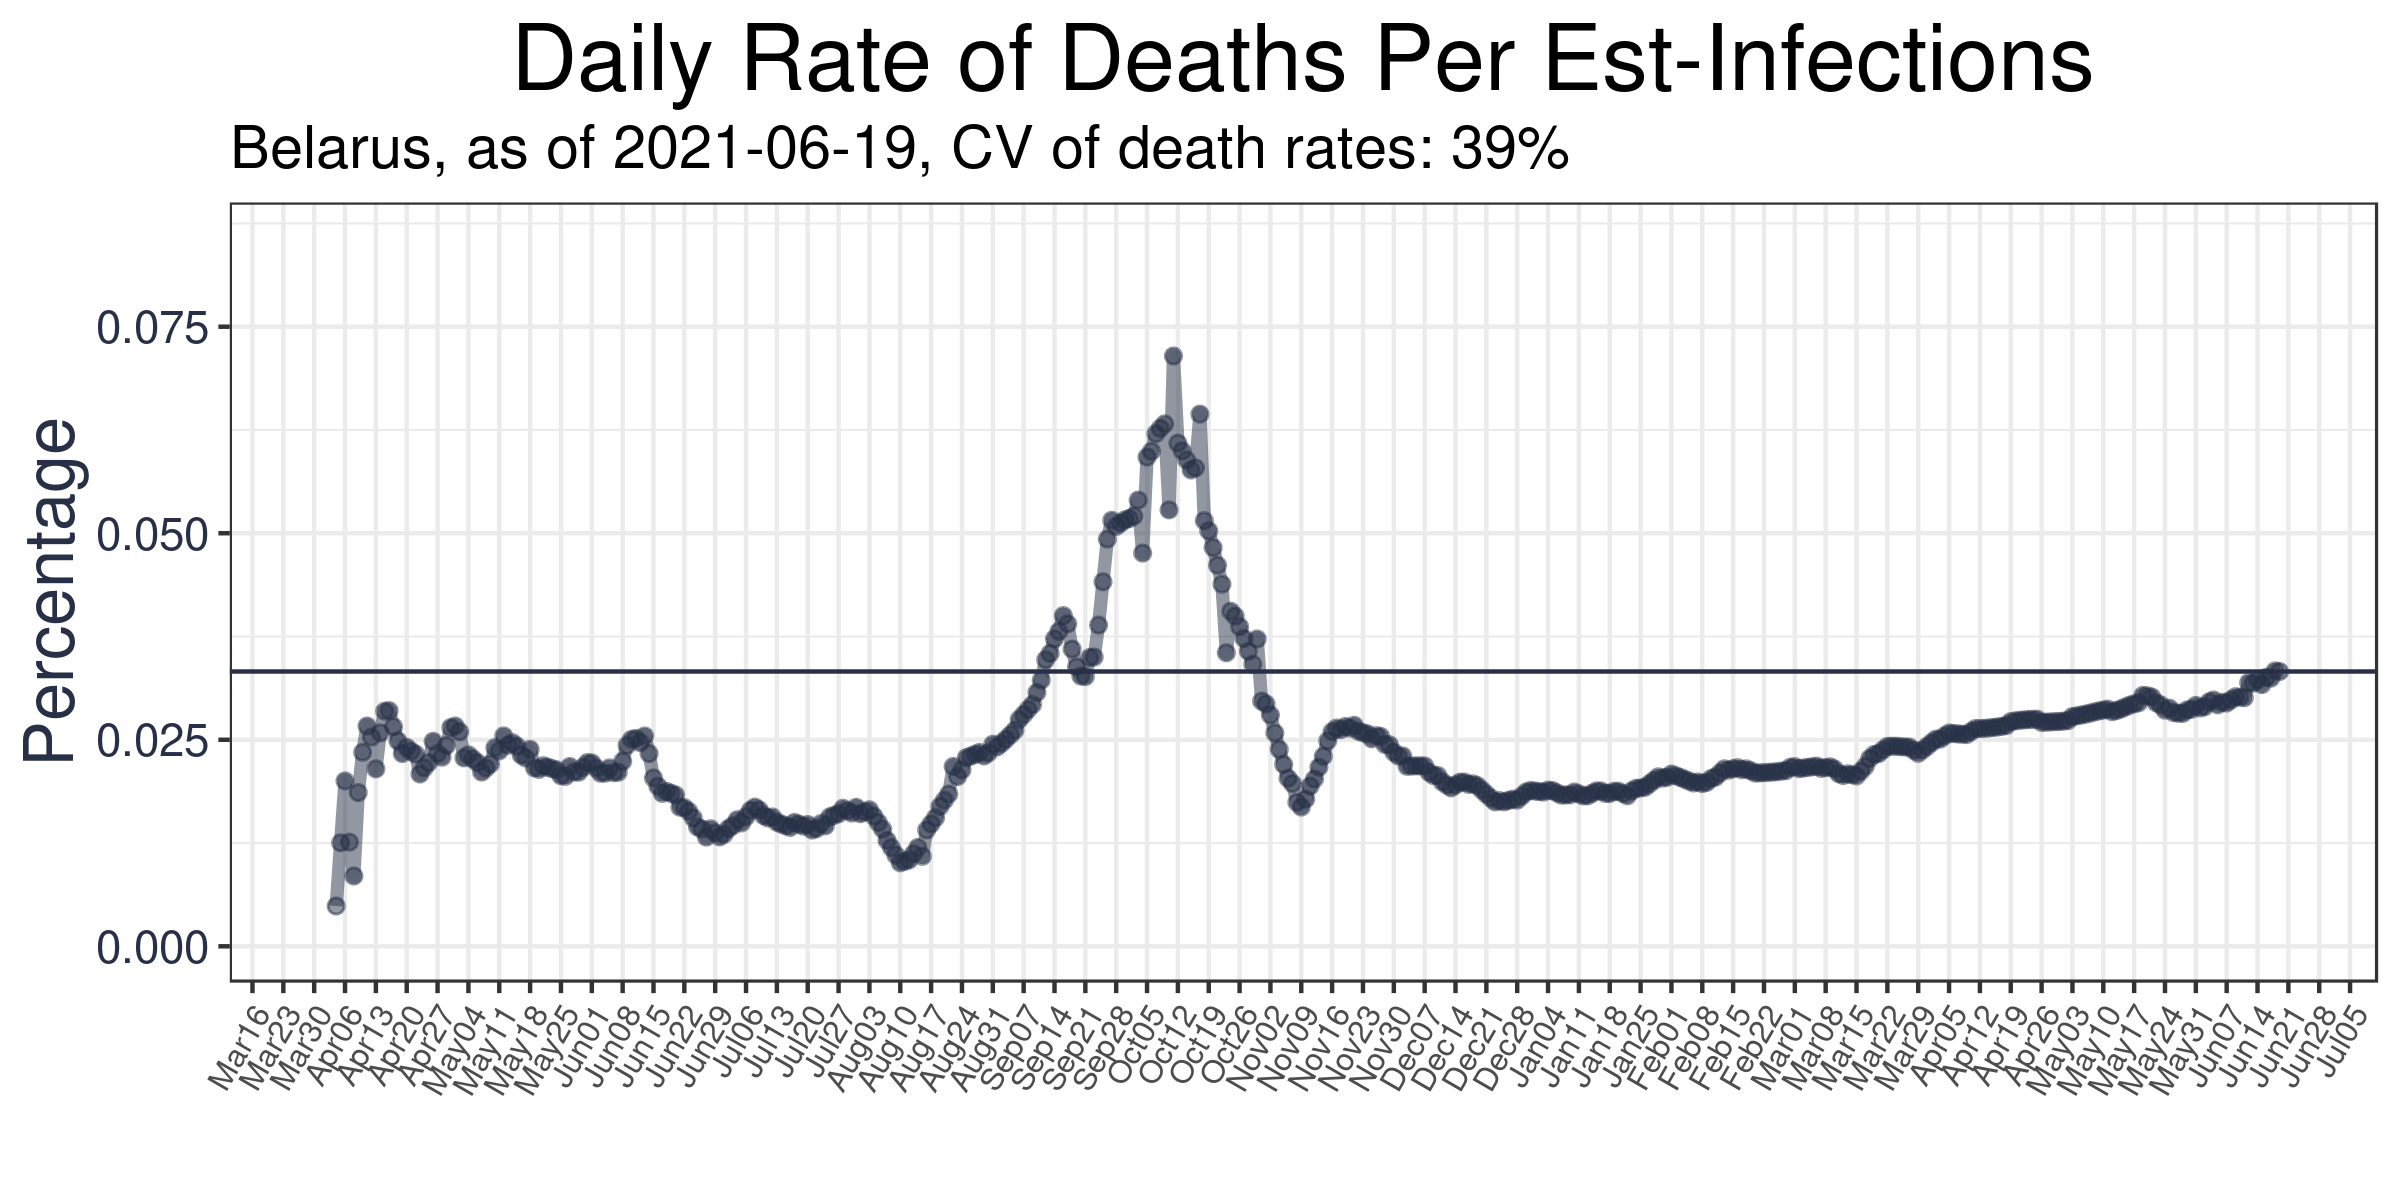 Daily Rate of Deaths Per Est-Infections
Belarus, as of 2021-06-19, CV of death rates: 39%
Percentage
0.075
0.050
0.025
0.000
Mar16 Mar23 Mar30 Apr06 Apr13 Apr20 Apr27 May04 May11 May18 May25 Jun01 Jun08 Jun15 Jun22 Jun29 Jul06 Jul13 Jul20 Jul27 Aug03 Aug10 Aug17 Aug24 Aug31 Sep07 Sep14 Sep21 Sep28 Oct05 Oct12 Oct19 Oct26 Nov02 Nov09 Nov16 Nov23 Nov30 Dec07 Dec14 Dec21 Dec28 Jan04 Jan11 Jan18 Jan25 Feb01 Feb08 Feb15 Feb22 Mar01 Mar08 Mar15 Mar22 Mar29 Apr05 Apr12 Apr19 Apr26 May03 May10 May17 May24 May31 Jun07 Jun14 Jun21 Jun28 Jul05